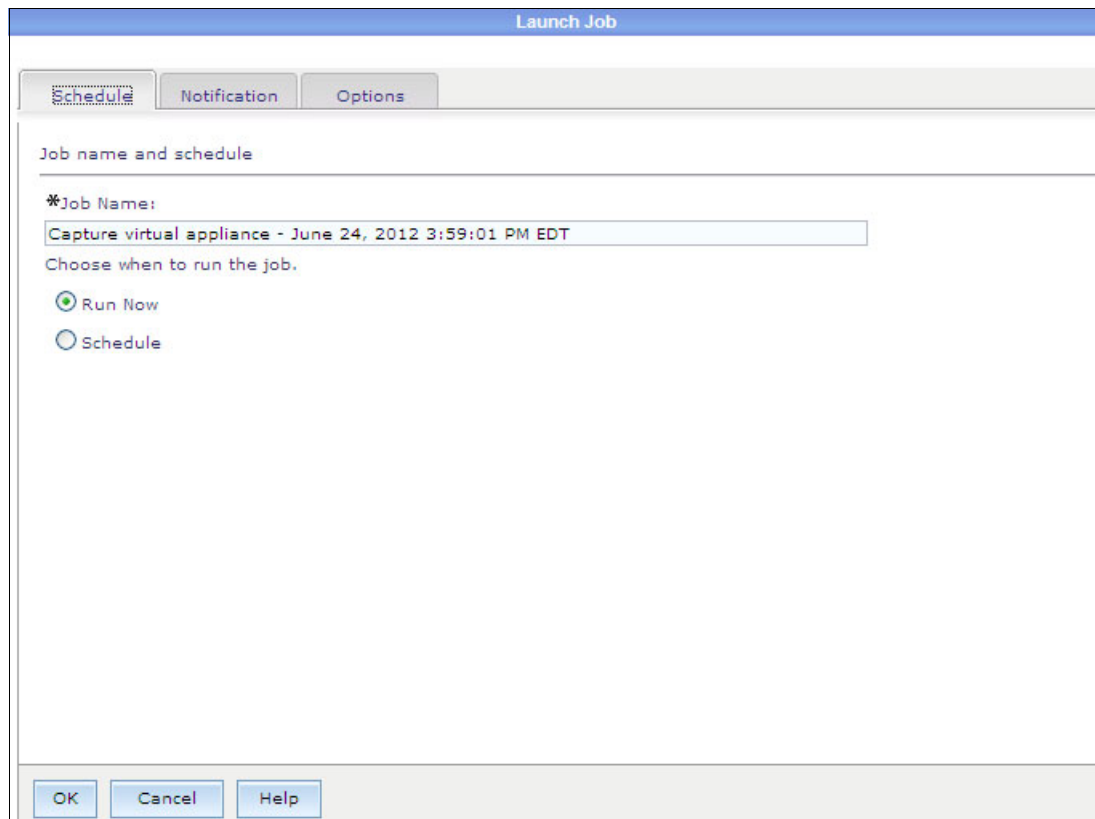 Launch Job
Schedule Notification Options
Job name and schedule
*Job Name:
Capture virtual appliance - June 24, 2012 3:59:01 PM EDT
Choose when to run the job.
Run Now
Schedule
OK Cancel Help